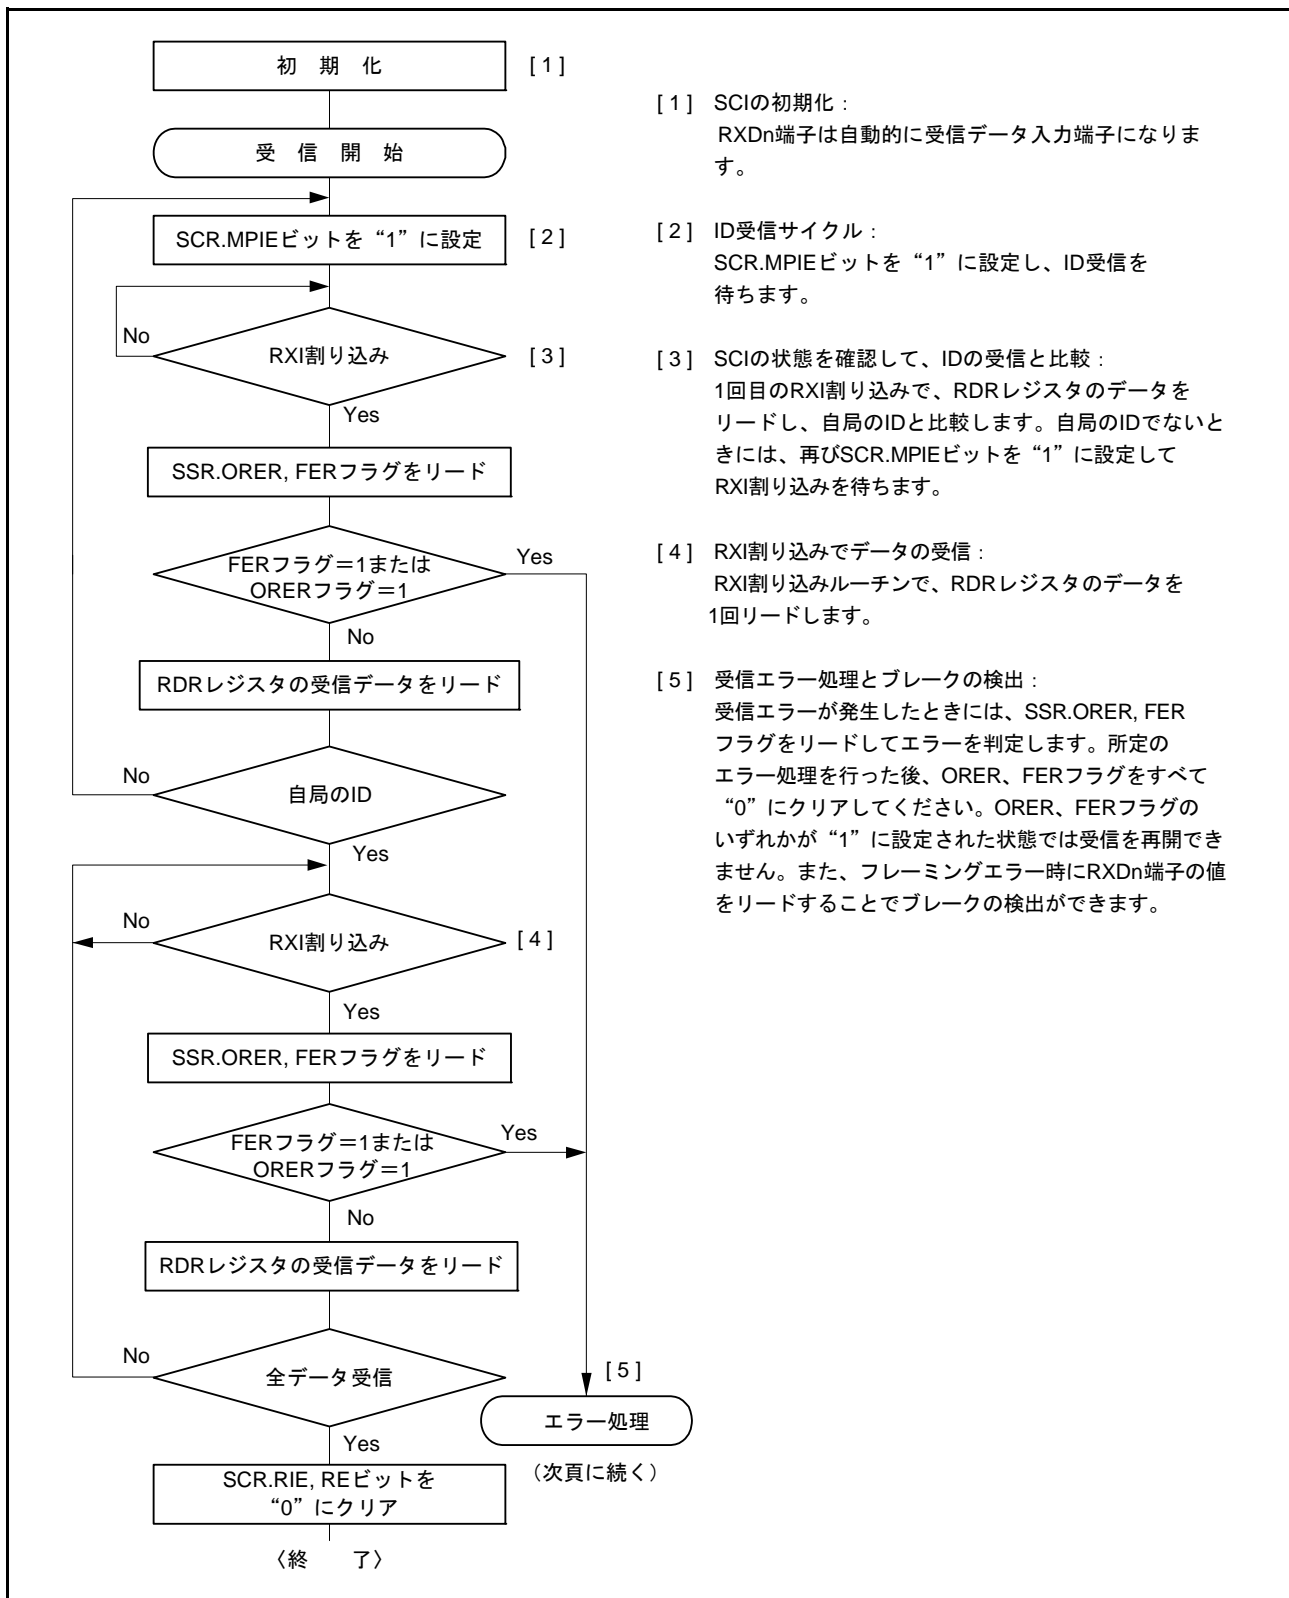 初 期 化
[ 1 ]
受 信 開 始
SCR.MPIEビットを“1”に設定
[ 2 ]
No
RXI割り込み
[ 3 ]
Yes
SSR.ORER, FERフラグをリード
FERフラグ＝1または
ORERフラグ＝1
Yes
No
RDRレジスタの受信データをリード
No
自局のID
Yes
No
RXI割り込み
[ 4 ]
Yes
SSR.ORER, FERフラグをリード
FERフラグ＝1または
ORERフラグ＝1
Yes
No
RDRレジスタの受信データをリード
No
全データ受信
[ 5 ]
エラー処理
Yes
（次頁に続く）
SCR.RIE, REビットを
“0”にクリア
〈終 了〉
[ 1 ] SCIの初期化：
RXDn端子は自動的に受信データ入力端子になりま
す。
[ 2 ] ID受信サイクル：
SCR.MPIEビットを“1”に設定し、ID受信を
待ちます。
[ 3 ] SCIの状態を確認して、IDの受信と比較：
1回目のRXI割り込みで、RDRレジスタのデータを
リードし、自局のIDと比較します。自局のIDでないと
きには、再びSCR.MPIEビットを“1”に設定して
RXI割り込みを待ちます。
[ 4 ] RXI割り込みでデータの受信：
RXI割り込みルーチンで、RDRレジスタのデータを
1回リードします。
[ 5 ] 受信エラー処理とブレークの検出：
受信エラーが発生したときには、SSR.ORER, FER
フラグをリードしてエラーを判定します。所定の
エラー処理を行った後、ORER、FERフラグをすべて
“0”にクリアしてください。ORER、FERフラグの
いずれかが“1”に設定された状態では受信を再開でき
ません。また、フレーミングエラー時にRXDn端子の値
をリードすることでブレークの検出ができます。